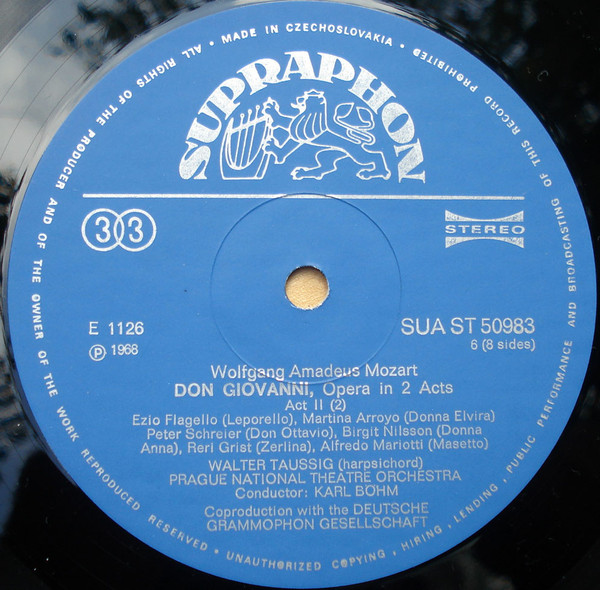 ALL RIGHTS OF THE PRODUCER AND OF THE OWNER OF THE WORK REPRODUCED RESERVED • UNAUTHORIZED COPYING, HIRING, LENDING, PUBLIC PERFORMANCE AND BROADCASTING OF THIS RECORD PROHIBITED • MADE IN CZECHOSLOVAKIA •
SUPRAPHON
33
STEREO
E 1126
SUA ST 50983
Ⓟ 1968
6 (8 sides)
Wolfgang Amadeus Mozart
DON GIOVANNI, Opera in 2 Acts
Act II (2)
Ezio Flagello (Leporello), Martina Arroyo (Donna Elvira)
Peter Schreier (Don Ottavio), Birgit Nilsson (Donna
Anna), Reri Grist (Zerlina), Alfredo Mariotti (Masetto)
WALTER TAUSSIG (harpsichord)
PRAGUE NATIONAL THEATRE ORCHESTRA
Conductor: KARL BÖHM
Coproduction with the DEUTSCHE
GRAMMOPHON GESELLSCHAFT